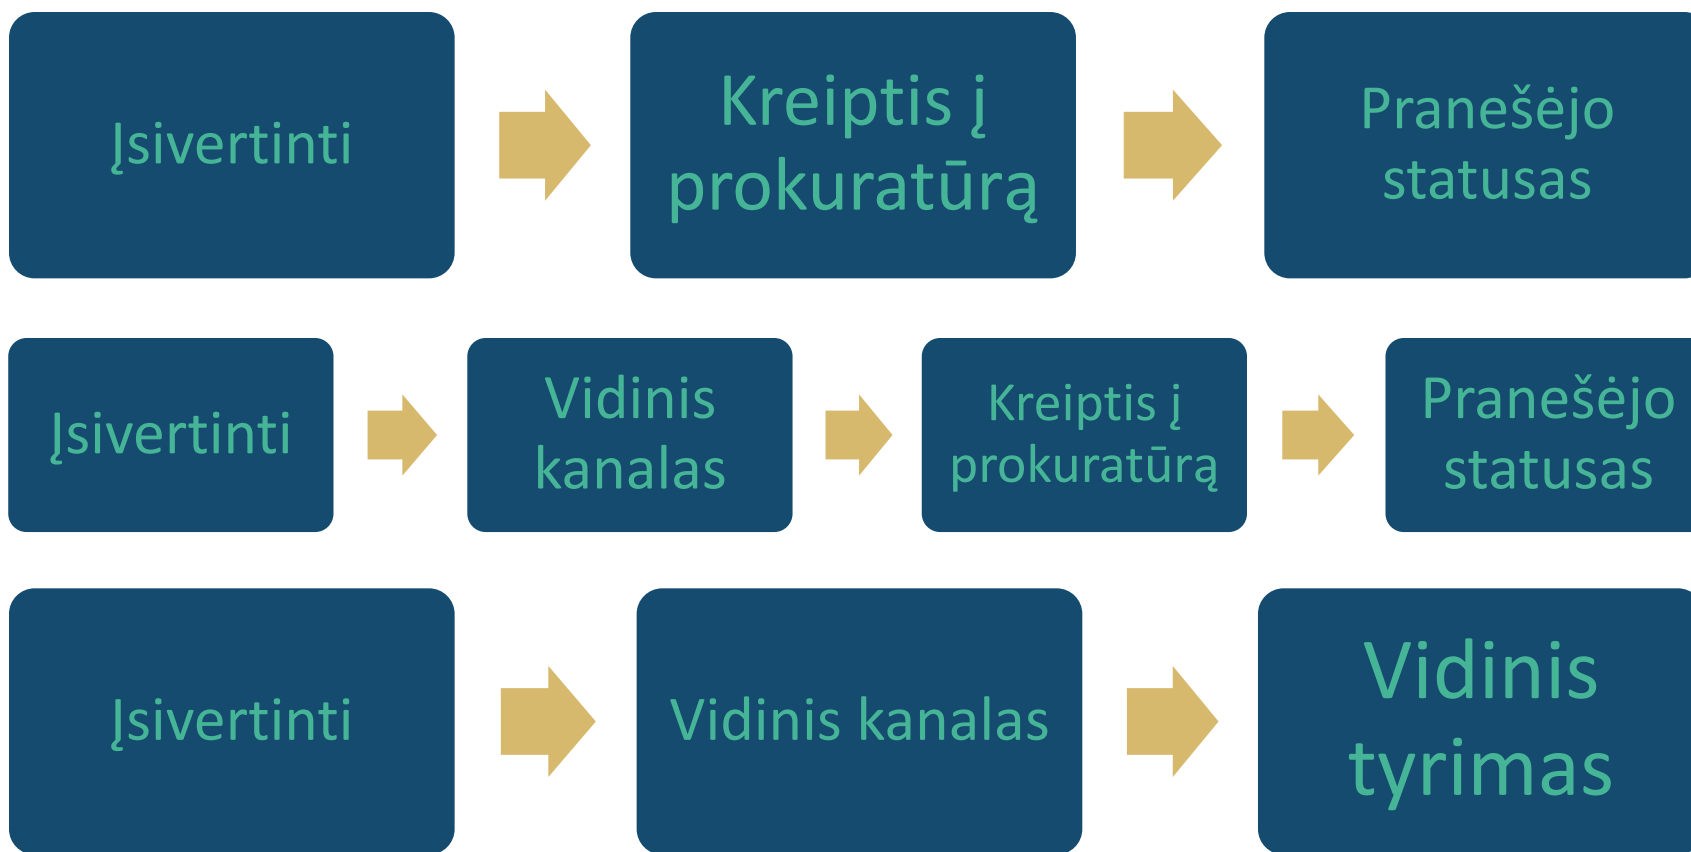 Įsivertinti
Kreiptis į
prokuratūrą
Pranešėjo
statusas
Įsivertinti
Vidinis
kanalas
Kreiptis į
prokuratūrą
Pranešėjo
statusas
Įsivertinti
Vidinis kanalas
Vidinis
tyrimas